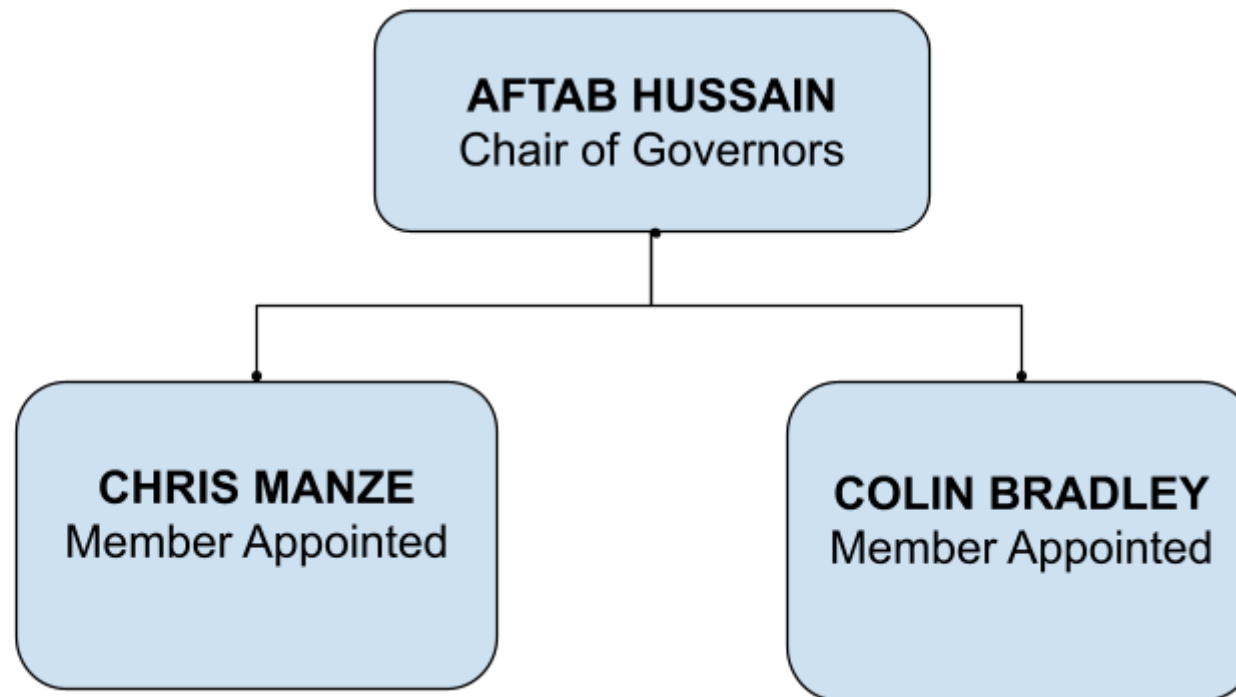 AFTAB HUSSAIN
Chair of Governors
CHRIS MANZE
Member Appointed
COLIN BRADLEY
Member Appointed